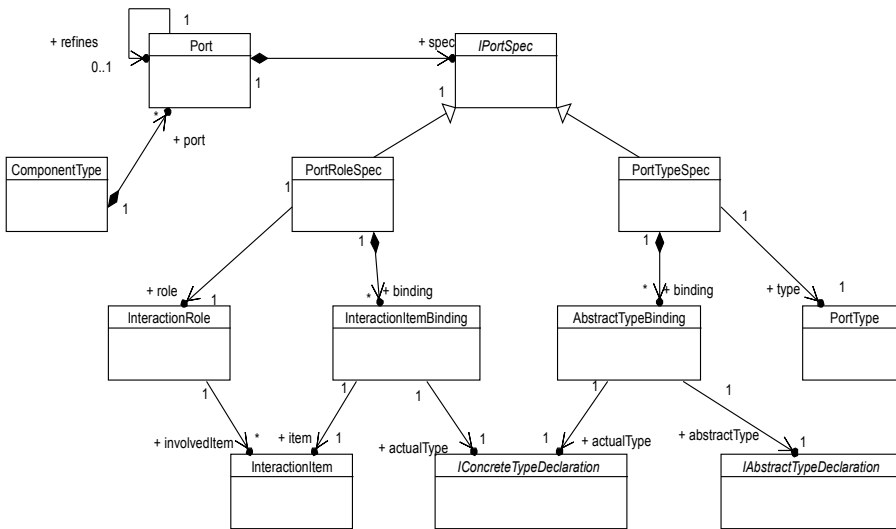 1
+ refines
Port
+ spec
IPortSpec
0..1
1
1
*
+ port
ComponentType
1
PortRoleSpec
1
PortTypeSpec
1
1
1
+ role
1
*
+ binding
*
+ binding
+ type
1
InteractionRole
InteractionItemBinding
AbstractTypeBinding
PortType
1
1
1
1
1
+ involvedItem
*
+ item
1
+ actualType
1
1
+ actualType
+ abstractType
1
InteractionItem
IConcreteTypeDeclaration
IAbstractTypeDeclaration